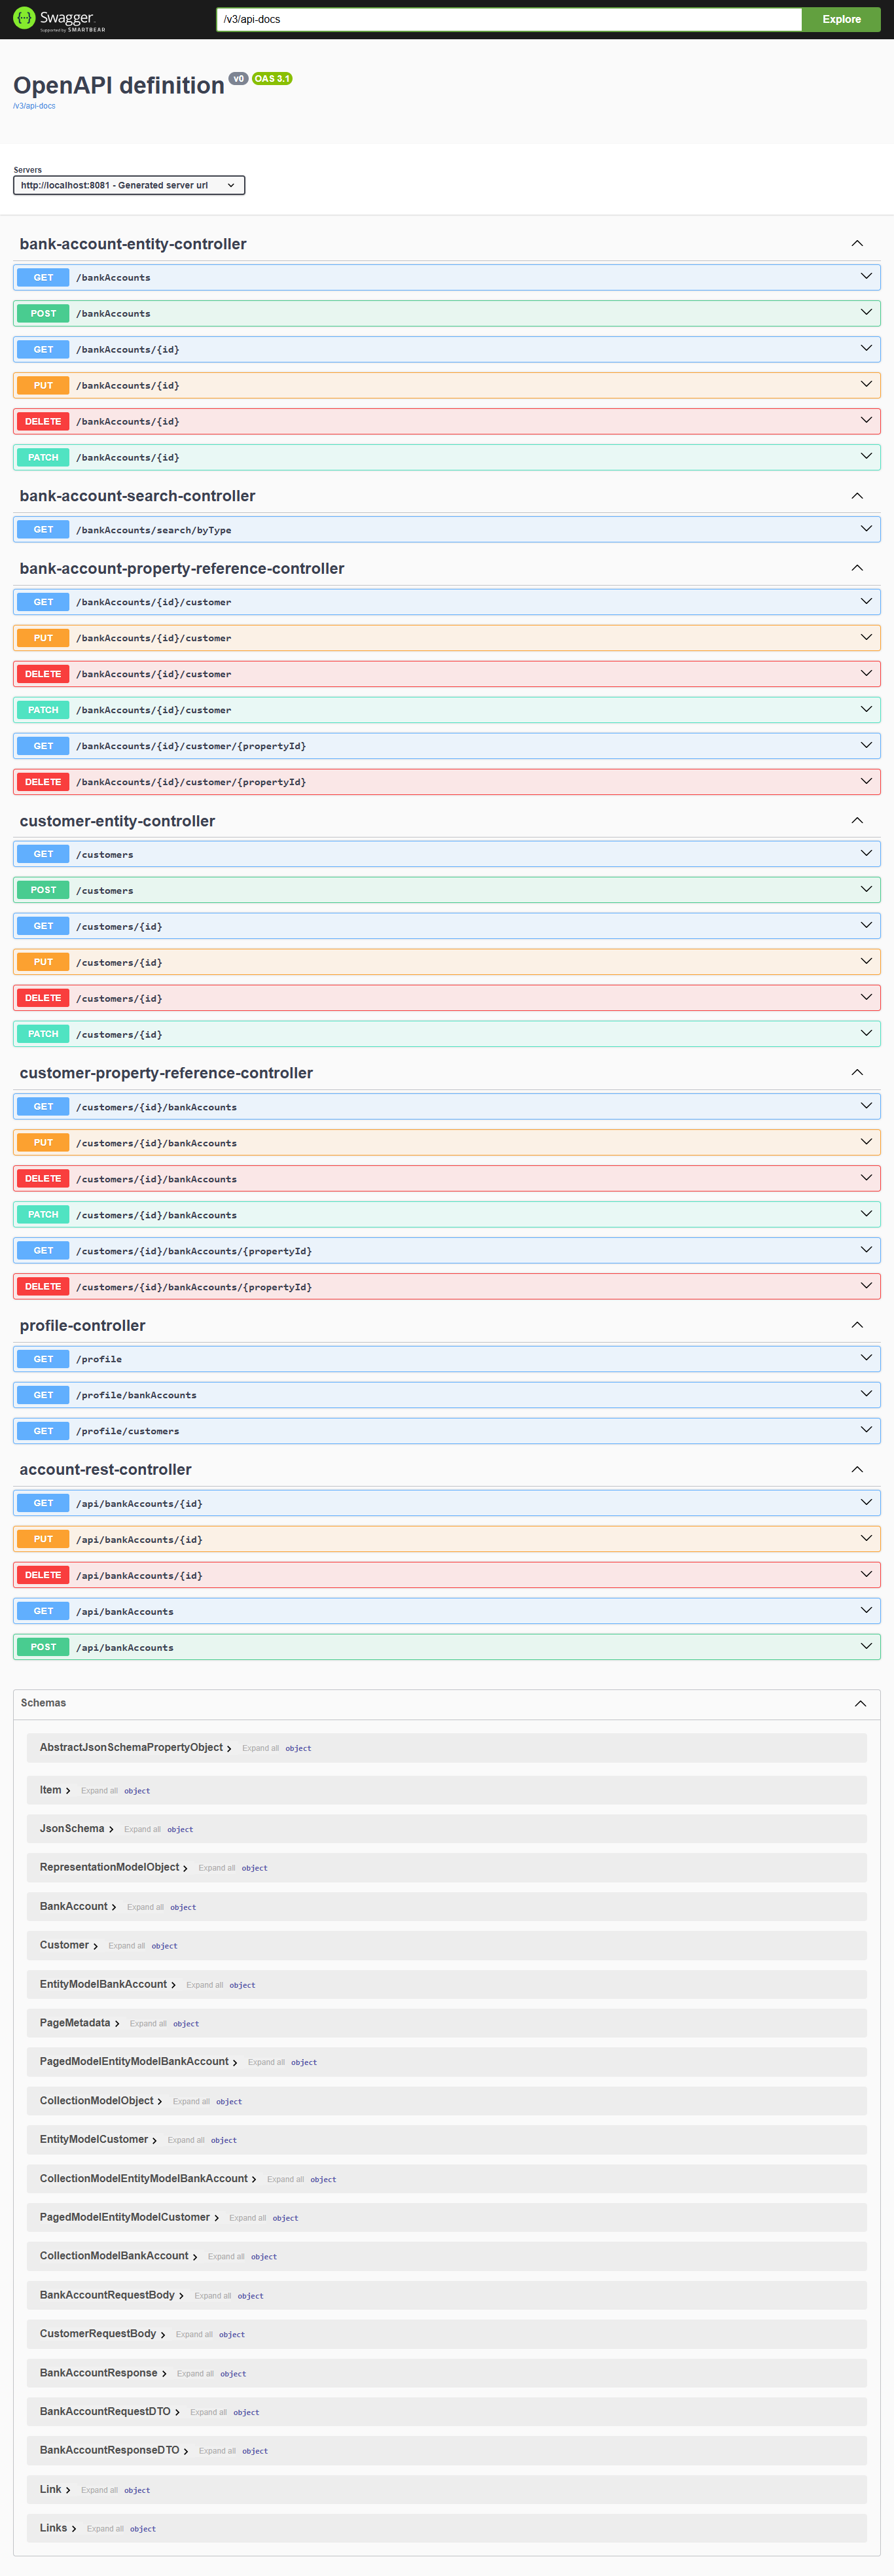 Swagger
Supported by SMARTBEAR
/v3/api-docs
Explore
OpenAPI definition v0 OAS 3.1
/v3/api-docs
Servers
http://localhost:8081 - Generated server url
bank-account-entity-controller
GET /bankAccounts
POST /bankAccounts
GET /bankAccounts/{id}
PUT /bankAccounts/{id}
DELETE /bankAccounts/{id}
PATCH /bankAccounts/{id}
bank-account-search-controller
GET /bankAccounts/search/byType
bank-account-property-reference-controller
GET /bankAccounts/{id}/customer
PUT /bankAccounts/{id}/customer
DELETE /bankAccounts/{id}/customer
PATCH /bankAccounts/{id}/customer
GET /bankAccounts/{id}/customer/{propertyId}
DELETE /bankAccounts/{id}/customer/{propertyId}
customer-entity-controller
GET /customers
POST /customers
GET /customers/{id}
PUT /customers/{id}
DELETE /customers/{id}
PATCH /customers/{id}
customer-property-reference-controller
GET /customers/{id}/bankAccounts
PUT /customers/{id}/bankAccounts
DELETE /customers/{id}/bankAccounts
PATCH /customers/{id}/bankAccounts
GET /customers/{id}/bankAccounts/{propertyId}
DELETE /customers/{id}/bankAccounts/{propertyId}
profile-controller
GET /profile
GET /profile/bankAccounts
GET /profile/customers
account-rest-controller
GET /api/bankAccounts/{id}
PUT /api/bankAccounts/{id}
DELETE /api/bankAccounts/{id}
GET /api/bankAccounts
POST /api/bankAccounts
Schemas
AbstractJsonSchemaPropertyObject Expand all object
Item Expand all object
JsonSchema Expand all object
RepresentationModelObject Expand all object
BankAccount Expand all object
Customer Expand all object
EntityModelBankAccount Expand all object
PageMetadata Expand all object
PagedModelEntityModelBankAccount Expand all object
CollectionModelObject Expand all object
EntityModelCustomer Expand all object
CollectionModelEntityModelBankAccount Expand all object
PagedModelEntityModelCustomer Expand all object
CollectionModelBankAccount Expand all object
BankAccountRequestBody Expand all object
CustomerRequestBody Expand all object
BankAccountResponse Expand all object
BankAccountRequestDTO Expand all object
BankAccountResponseDTO Expand all object
Link Expand all object
Links Expand all object